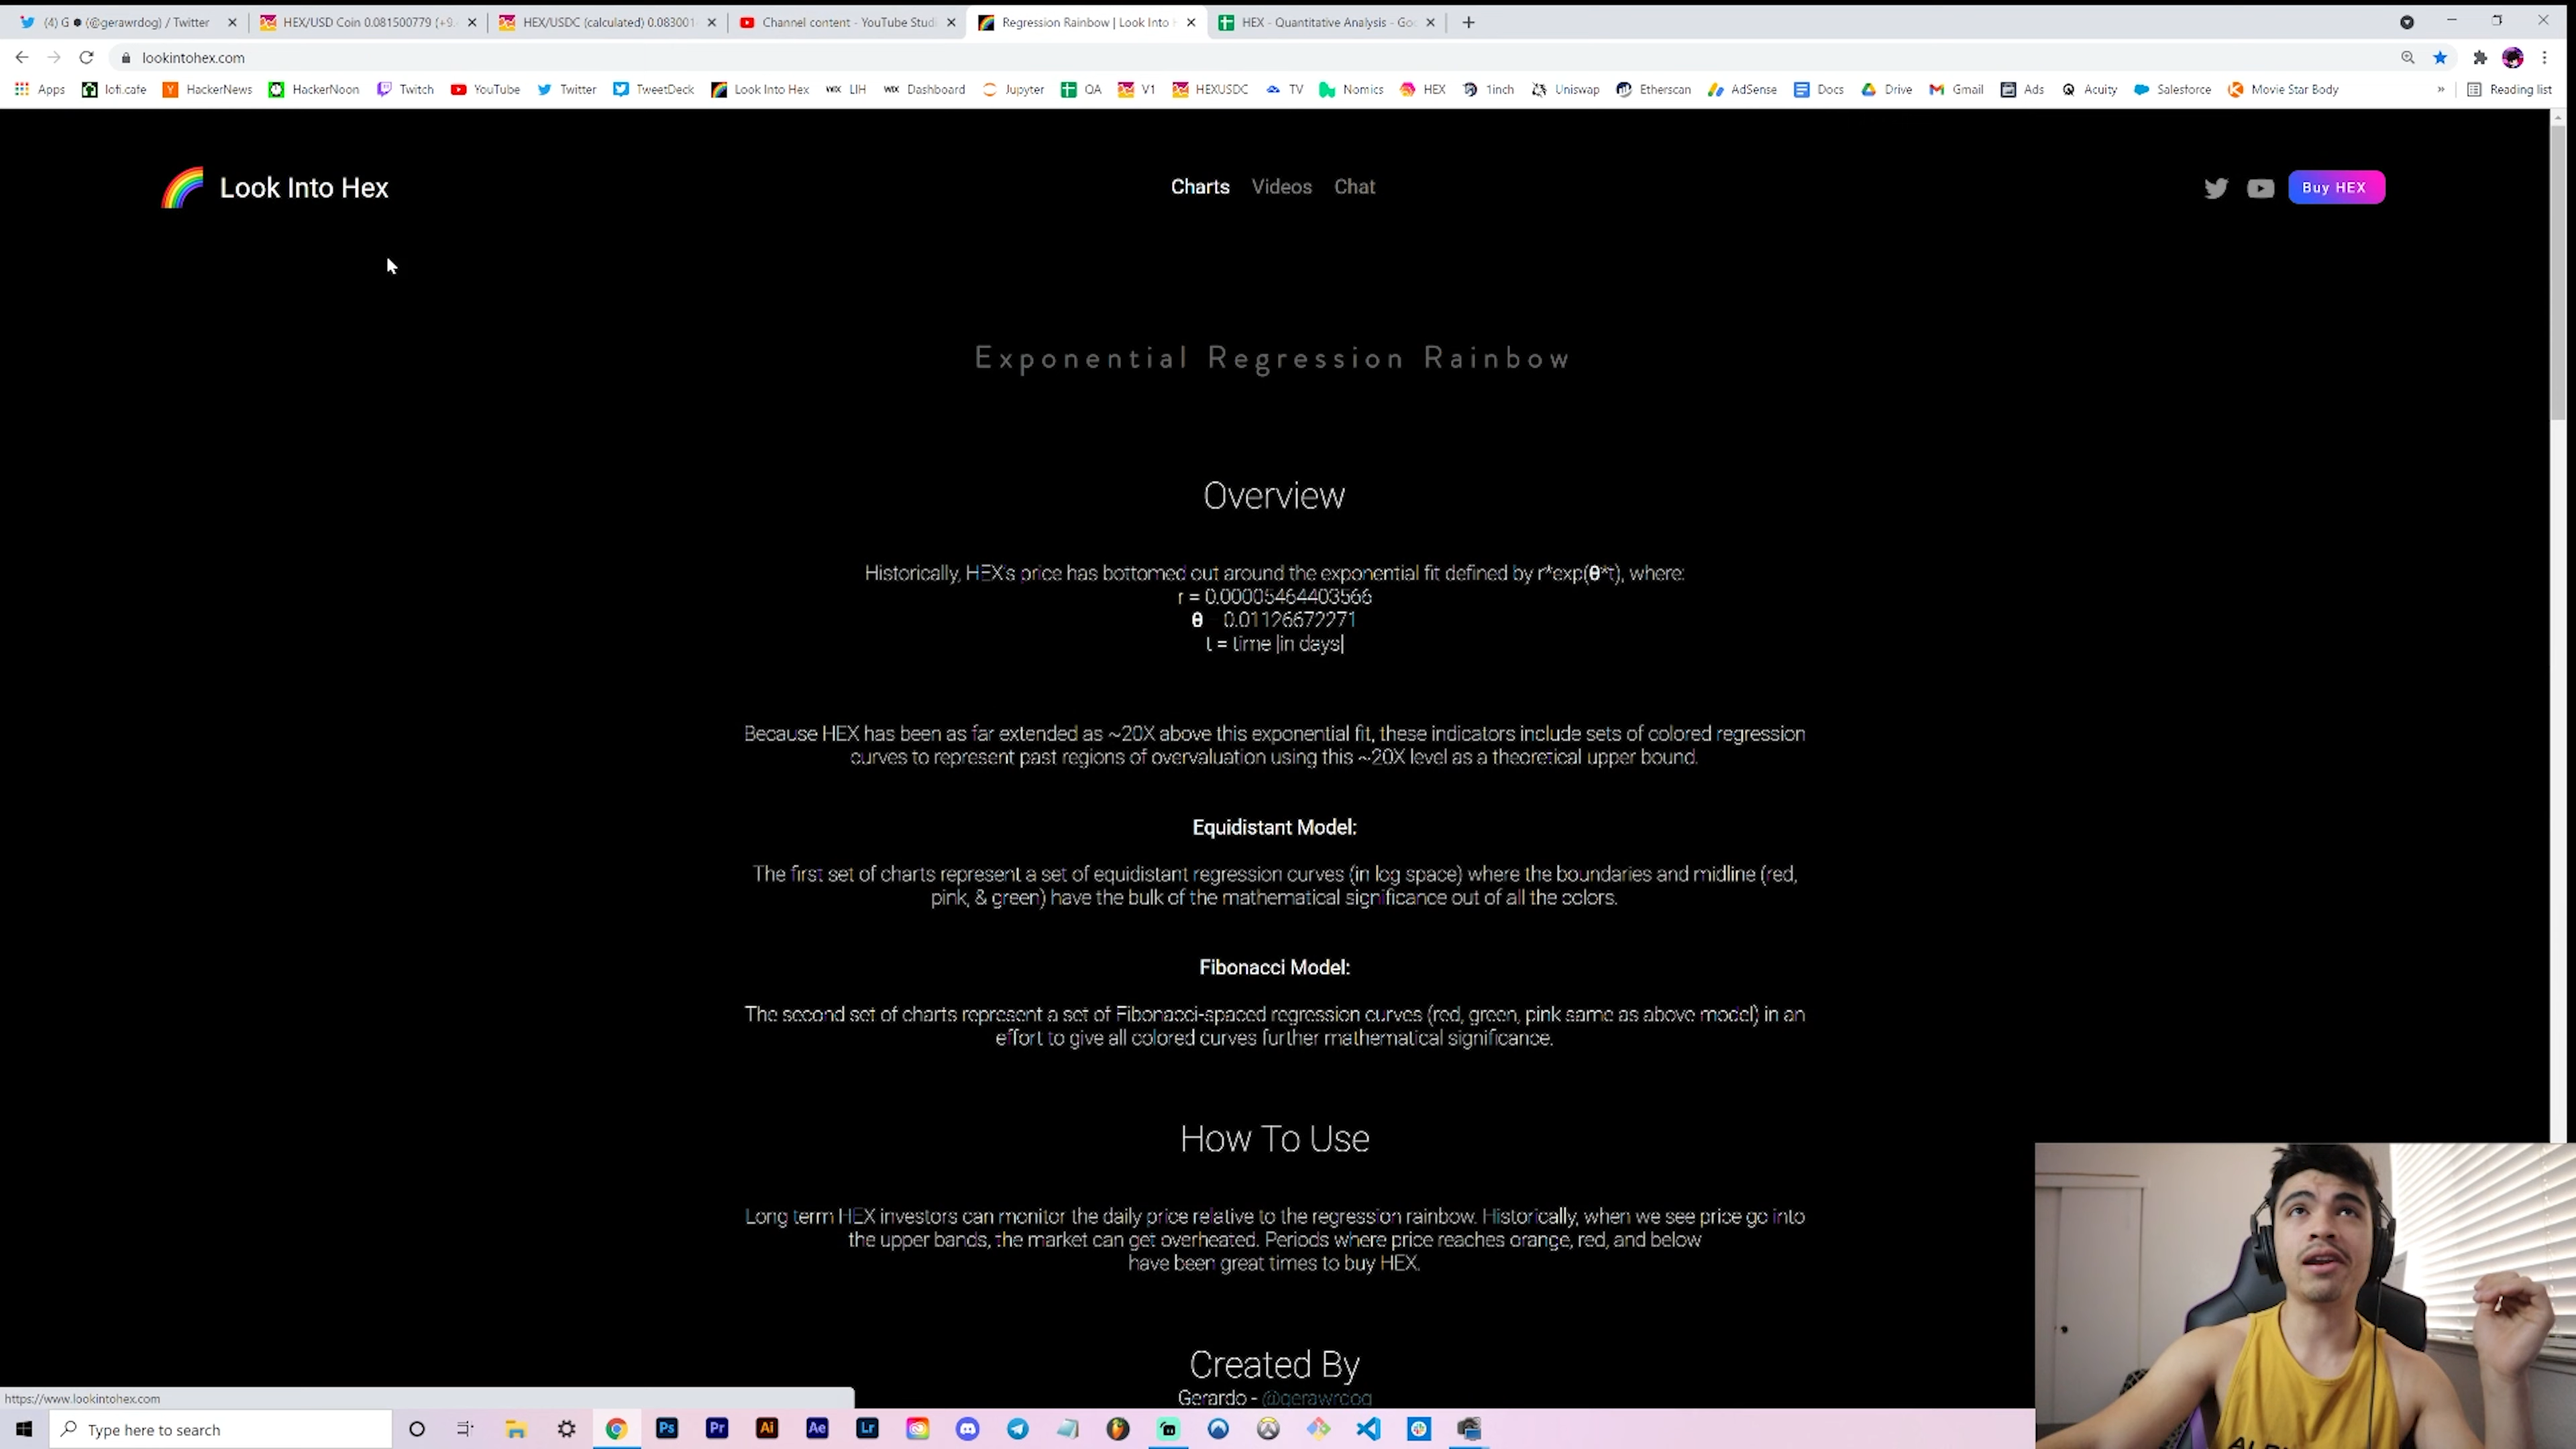 (4) G ● (@gerawrdog) / Twitter
HEX/USD Coin 0.081500779 (+9.
HEX/USDC (calculated) 0.083001
Channel content - YouTube Studi
Regression Rainbow | Look Into H
HEX - Quantitative Analysis - Goo
lookintohex.com
Apps lofi.cafe HackerNews HackerNoon Twitch YouTube Twitter TweetDeck Look Into Hex WIX LIH WIX Dashboard Jupyter QA V1 HEXUSDC TV Nomics HEX 1inch Uniswap Etherscan AdSense Docs Drive Gmail Ads Acuity Salesforce Movie Star Body » Reading list
Look Into Hex
Charts Videos Chat
Buy HEX
Exponential Regression Rainbow
Overview
Historically, HEX's price has bottomed out around the exponential fit defined by r*exp(θ*t), where:
r = 0.00005464403566
θ 0.01126672271
t = time |in days|
Because HEX has been as far extended as ~20X above this exponential fit, these indicators include sets of colored regression
curves to represent past regions of overvaluation using this ~20X level as a theoretical upper bound.
Equidistant Model:
The first set of charts represent a set of equidistant regression curves (in log space) where the boundaries and midline (red,
pink, & green) have the bulk of the mathematical significance out of all the colors.
Fibonacci Model:
The second set of charts represent a set of Fibonacci-spaced regression curves (red, green, pink same as above model) in an
effort to give all colored curves further mathematical significance.
How To Use
Long term HEX investors can monitor the daily price relative to the regression rainbow. Historically, when we see price go into
the upper bands, the market can get overheated. Periods where price reaches orange, red, and below
have been great times to buy HEX.
Created By
Gerardo - @gerawrdog
https://www.lookintohex.com
Type here to search
Ps Pr Ai Ae Lr